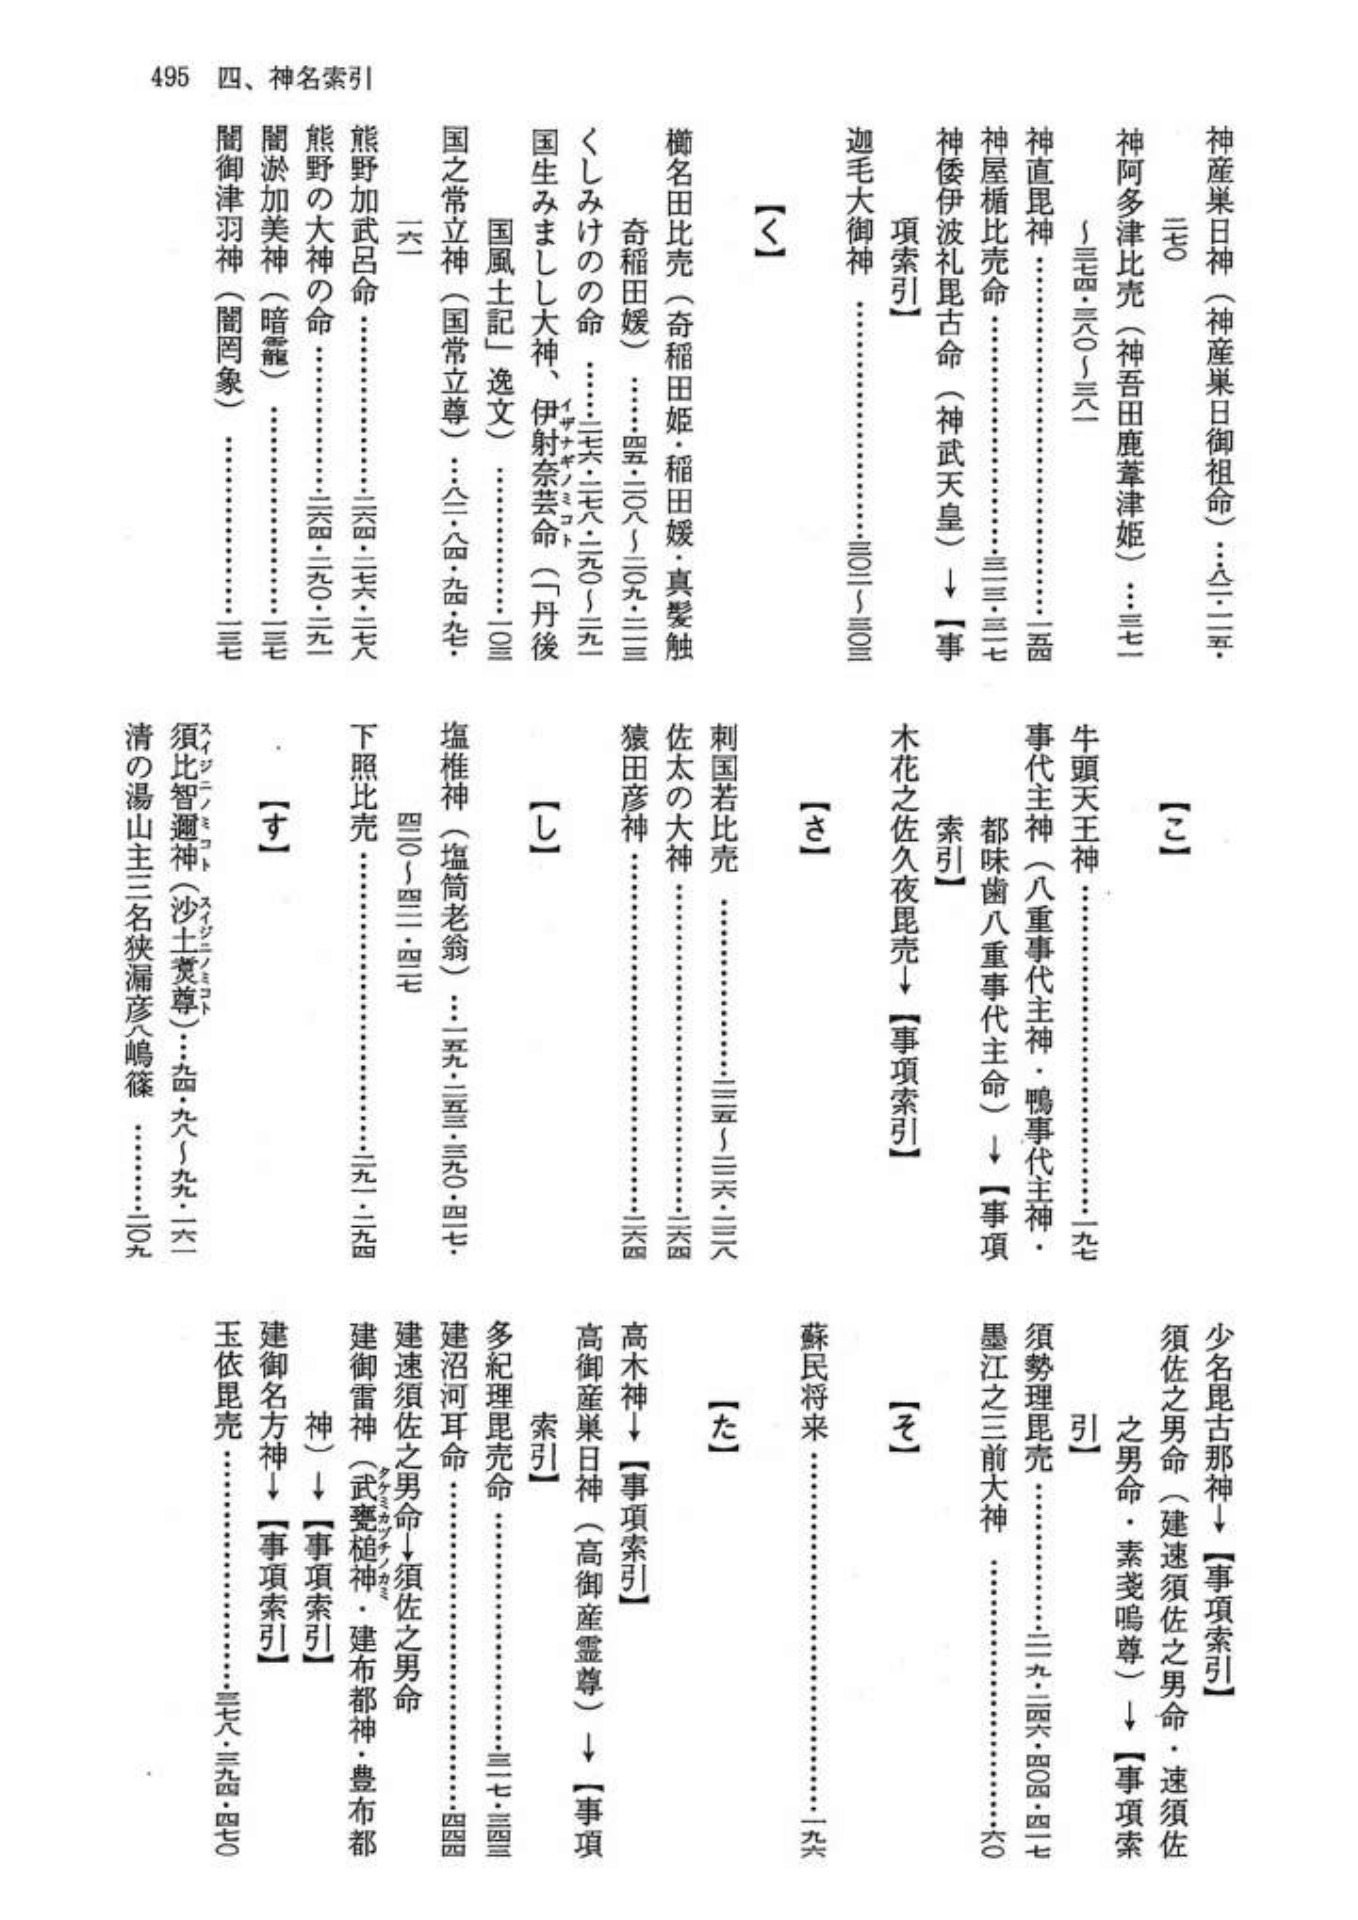 495 四、神名索引
神産巣日神（神産巣日御祖命）…八二・一一五・
二七〇
神阿多津比売（神吾田鹿葦津姫）…三七一
〜三七四・三八〇〜三八一
神直毘神……………………………一五四
神屋楯比売命…………………三一三・三一七
神倭伊波礼毘古命（神武天皇）→【事
項索引】
迦毛大御神…………………三〇二〜三〇三
【く】
櫛名田比売（奇稲田姫・稲田媛・真髪触
奇稲田媛）……四五・二〇八〜二〇九・二一三
くしみけのの命……二七六・二七八・二九〇〜二九一
国生みましし大神、伊射奈芸命（「丹後
イザナギノミコト
国風土記」逸文）……………一〇三
国之常立神（国常立尊）…八二・八四・九四・九七・
一六一
熊野加武呂命……………二六四・二七六・二七八
熊野の大神の命…………二六四・二九〇・二九一
闇淤加美神（暗龗）…………………一三七
闇御津羽神（闇罔象）………………一三七
【こ】
牛頭天王神…………………………一九七
事代主神（八重事代主神・鴨事代主神・
都味歯八重事代主命）→【事項
索引】
木花之佐久夜毘売→【事項索引】
【さ】
刺国若比売……………二二五〜二二六・二二八
佐太の大神…………………………二六四
猿田彦神……………………………二六四
【し】
塩椎神（塩筒老翁）…一五九・二五三・三九〇・四一七・
四二〇〜四二一・四二七
下照比売………………………二九一・二九四
【す】
須比智邇神（沙土煑尊）…九四・九八〜九九・一六一
スイジニノミコト スイジニノミコト
清の湯山主三名狭漏彦八嶋篠………二〇九
少名毘古那神→【事項索引】
須佐之男命（建速須佐之男命・速須佐
之男命・素戔嗚尊）→【事項索
引】
須勢理毘売……………二一九・二四六・四〇四・四一七
墨江之三前大神……………………六〇
【そ】
蘇民将来……………………………一九六
【た】
高木神→【事項索引】
高御産巣日神（高御産霊尊）→【事項
索引】
多紀理毘売命…………………三一七・三四三
建沼河耳命…………………………四四四
建速須佐之男命→須佐之男命
建御雷神（武甕槌神・建布都神・豊布都
タケミカヅチノカミ
神）→【事項索引】
建御名方神→【事項索引】
玉依毘売…………………三七八・三九四・四七〇